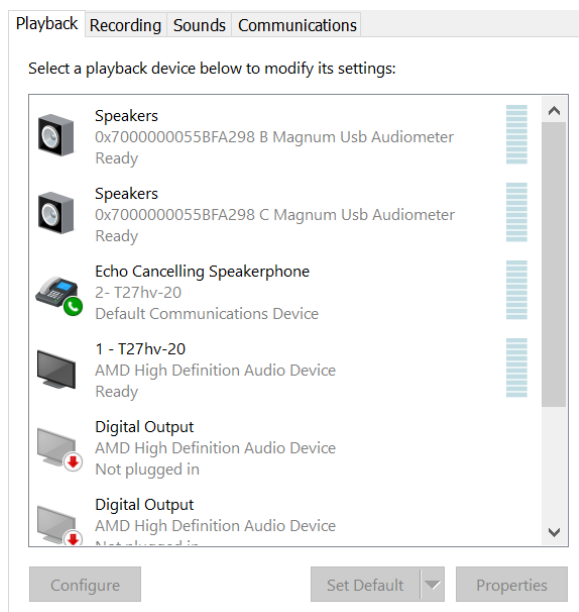 Playback Recording Sounds Communications
Select a playback device below to modify its settings:
Speakers
0x7000000055BFA298 B Magnum Usb Audiometer
Ready
Speakers
0x7000000055BFA298 C Magnum Usb Audiometer
Ready
Echo Cancelling Speakerphone
2- T27hv-20
Default Communications Device
1 - T27hv-20
AMD High Definition Audio Device
Ready
Digital Output
AMD High Definition Audio Device
Not plugged in
Digital Output
AMD High Definition Audio Device
Not plugged in
Configure Set Default Properties